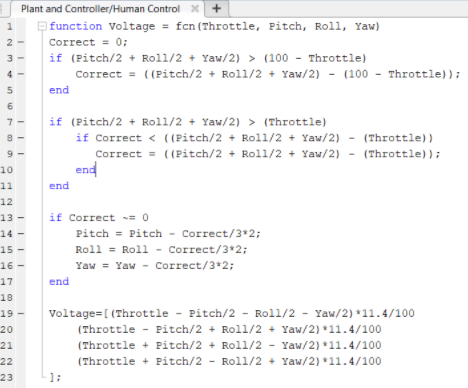 Plant and Controller/Human Control × +
1 function Voltage = fcn(Throttle, Pitch, Roll, Yaw)
2 - Correct = 0;
3 - if (Pitch/2 + Roll/2 + Yaw/2) > (100 - Throttle)
4 - Correct = ((Pitch/2 + Roll/2 + Yaw/2) - (100 - Throttle));
5 end
6
7 - if (Pitch/2 + Roll/2 + Yaw/2) > (Throttle)
8 - if Correct < ((Pitch/2 + Roll/2 + Yaw/2) - (Throttle))
9 - Correct = ((Pitch/2 + Roll/2 + Yaw/2) - (Throttle));
10 end
11 end
12
13 - if Correct ~= 0
14 - Pitch = Pitch - Correct/3*2;
15 - Roll = Roll - Correct/3*2;
16 - Yaw = Yaw - Correct/3*2;
17 end
18
19 - Voltage=[(Throttle - Pitch/2 - Roll/2 - Yaw/2)*11.4/100
20 (Throttle - Pitch/2 + Roll/2 + Yaw/2)*11.4/100
21 (Throttle + Pitch/2 + Roll/2 - Yaw/2)*11.4/100
22 (Throttle + Pitch/2 - Roll/2 + Yaw/2)*11.4/100
23 ];